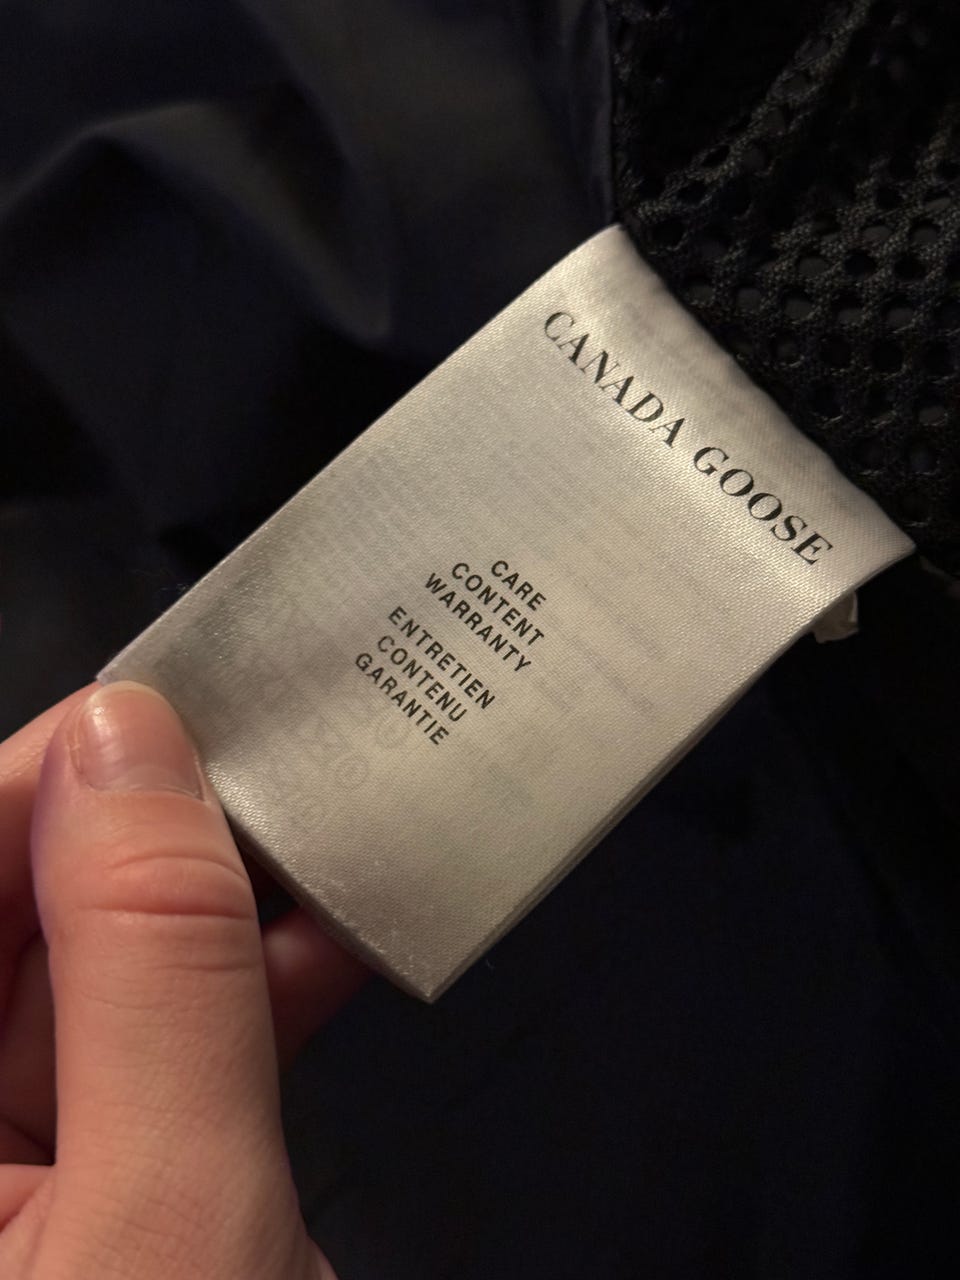 CANADA GOOSE
CARE
CONTENT
WARRANTY
ENTRETIEN
CONTENU
GARANTIE